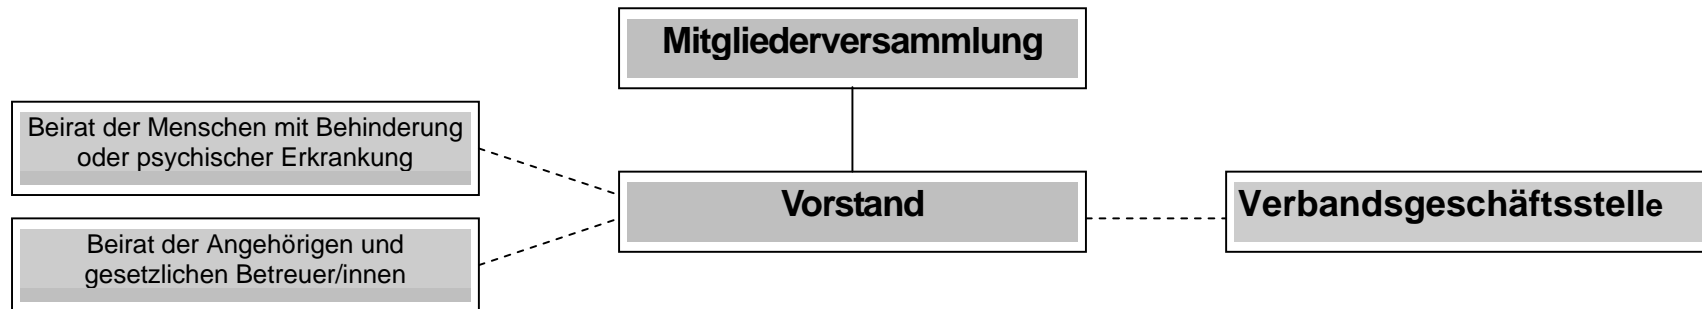 Mitgliederversammlung
Beirat der Menschen mit Behinderung
oder psychischer Erkrankung
Vorstand
Verbandsgeschäftsstelle
Beirat der Angehörigen und
gesetzlichen Betreuer/innen